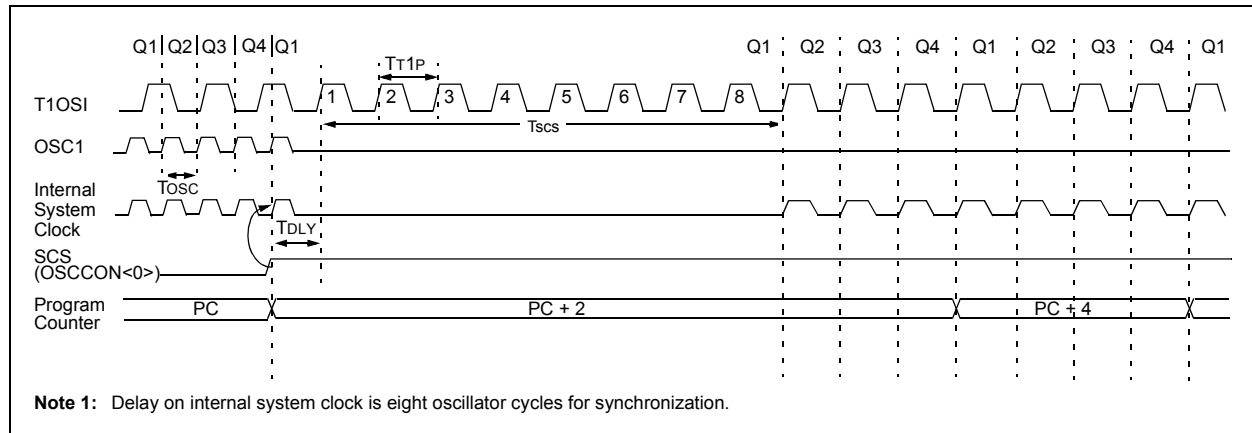 Q1 Q2 Q3 Q4 Q1 Q1 Q2 Q3 Q4 Q1 Q2 Q3 Q4 Q1
TT1P
T1OSI 1 2 3 4 5 6 7 8
Tscs
OSC1
TOSC
Internal
System
Clock
TDLY
SCS
(OSCCON<0>)
Program
Counter
PC PC + 2 PC + 4
Note 1: Delay on internal system clock is eight oscillator cycles for synchronization.